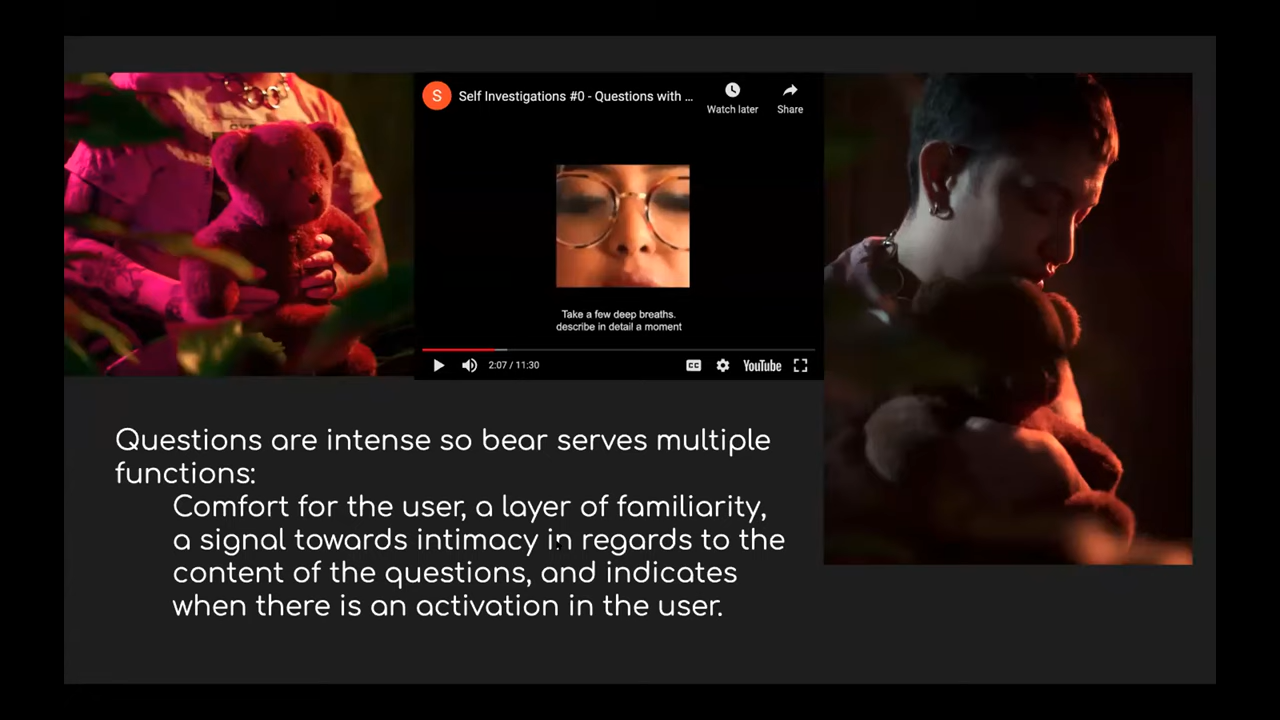 S
Self Investigations #0 - Questions with ...
Watch later
Share
Take a few deep breaths.
describe in detail a moment
2:07 / 11:30
CC
YouTube
Questions are intense so bear serves multiple
functions:
Comfort for the user, a layer of familiarity,
a signal towards intimacy in regards to the
content of the questions, and indicates
when there is an activation in the user.